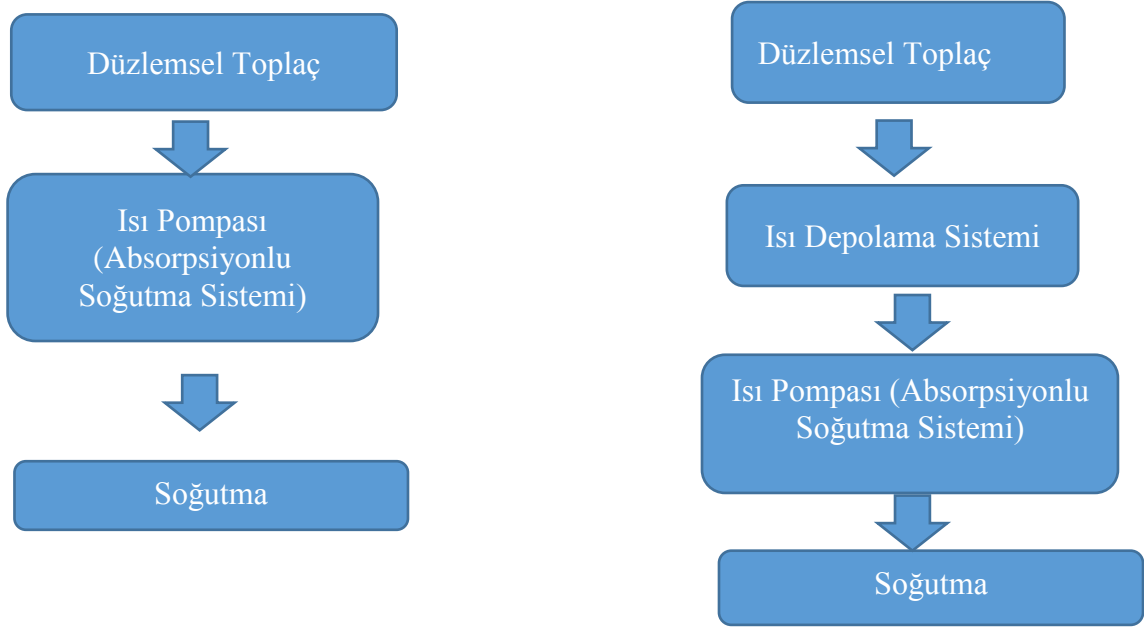 Düzlemsel Toplaç
Isı Pompası
(Absorpsiyonlu
Soğutma Sistemi)
Soğutma
Düzlemsel Toplaç
Isı Depolama Sistemi
Isı Pompası (Absorpsiyonlu
Soğutma Sistemi)
Soğutma